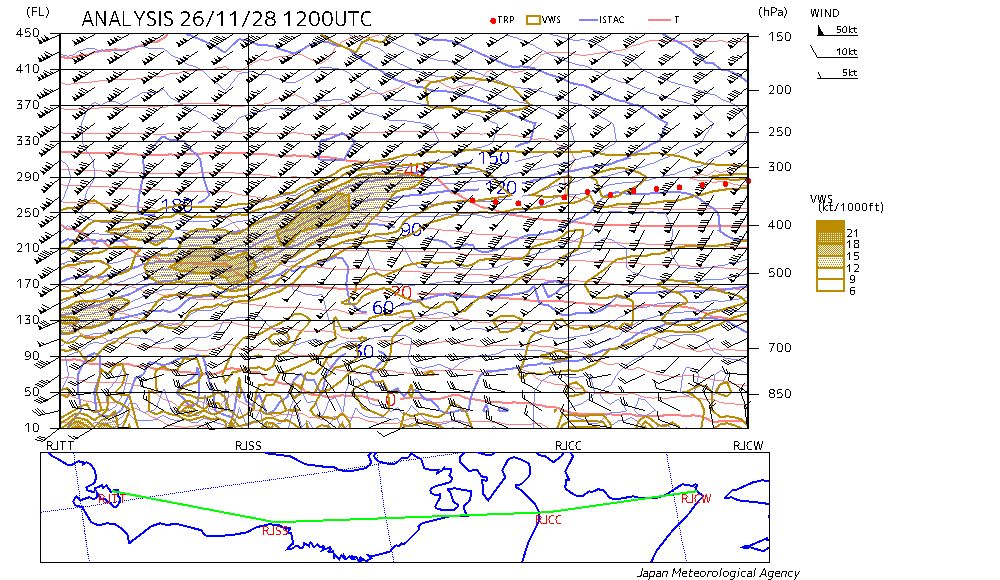 (FL) ANALYSIS 26/11/28 1200UTC TRP VWS ISTAC T (hPa) WIND
450 150 50kt
10kt
410 5kt
200
370
250
330
150 300
290 -40
120 VWS
180 (kt/1000ft)
250 90 400
21
210 18
500 15
12
170 -20 9
60 6
130
30 700
90
50 0 850
10
RJTT RJSS RJCC RJCW
RJTT RJCW
RJSS RJCC
Japan Meteorological Agency